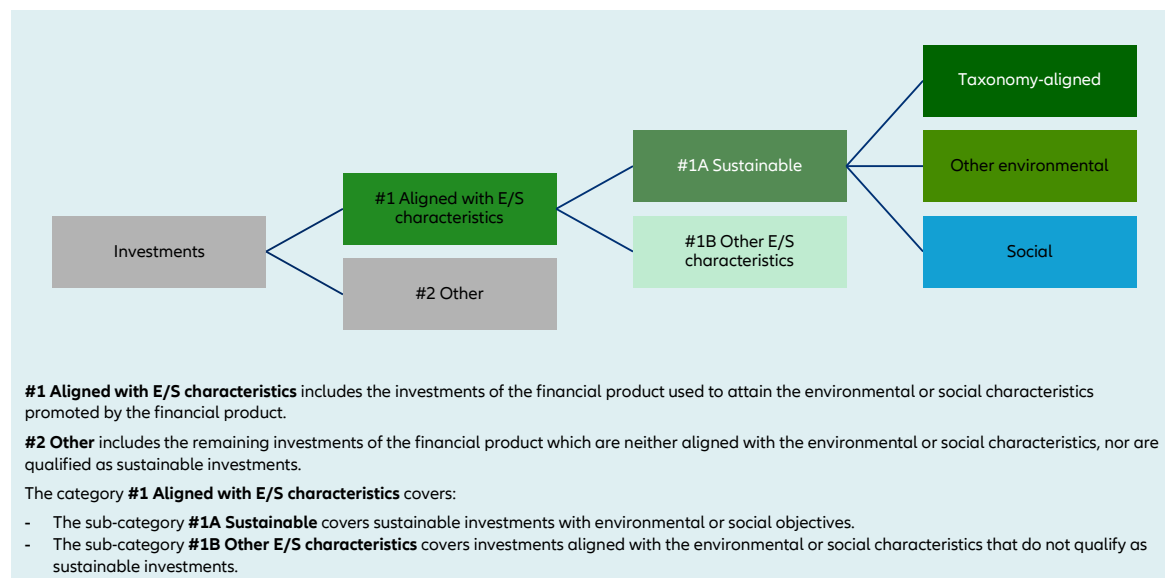 Taxonomy-aligned
#1A Sustainable
Other environmental
#1 Aligned with E/S
characteristics
#1B Other E/S
characteristics
Investments
Social
#2 Other
#1 Aligned with E/S characteristics includes the investments of the financial product used to attain the environmental or social characteristics
promoted by the financial product.
#2 Other includes the remaining investments of the financial product which are neither aligned with the environmental or social characteristics, nor are
qualified as sustainable investments.
The category #1 Aligned with E/S characteristics covers:
- The sub-category #1A Sustainable covers sustainable investments with environmental or social objectives.
- The sub-category #1B Other E/S characteristics covers investments aligned with the environmental or social characteristics that do not qualify as
sustainable investments.